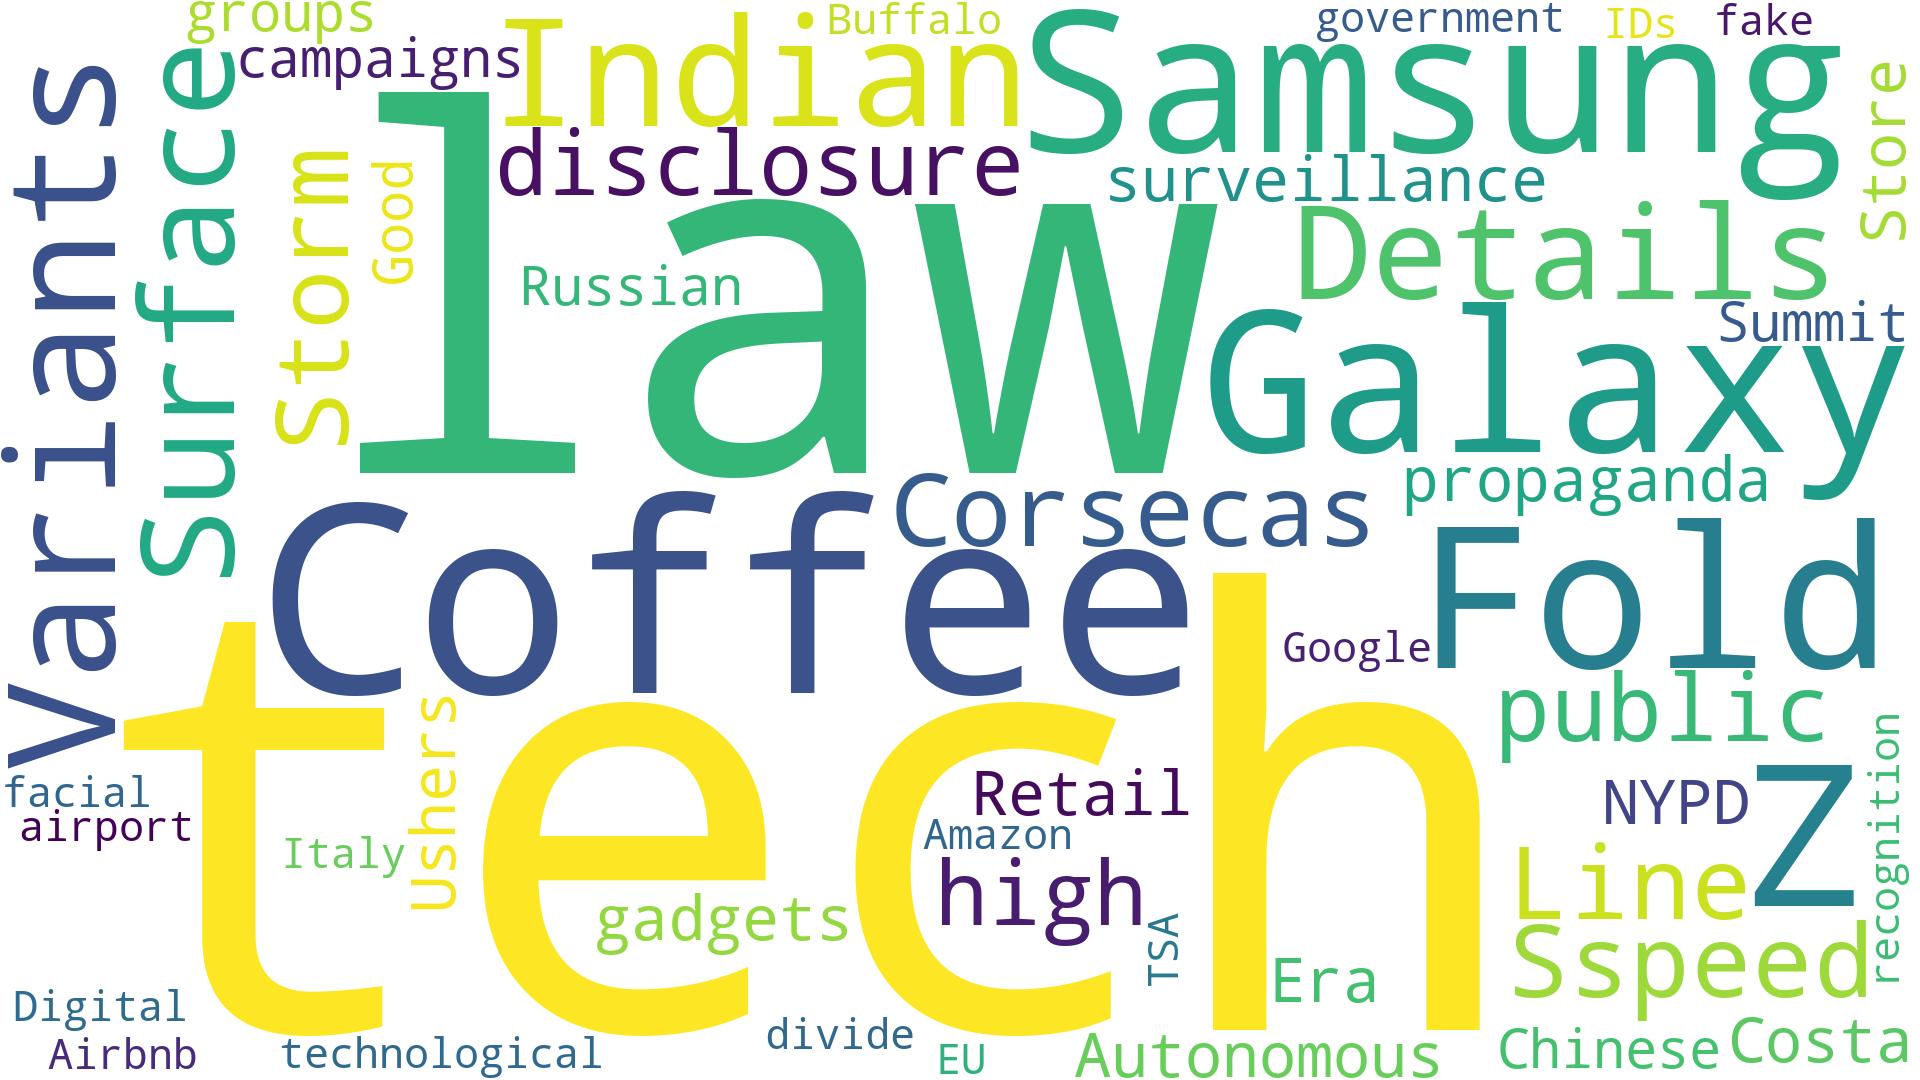 groups
campaigns
Indian
Buffalo
Samsung
government
IDs
fake
Store
Variants
Surface
Storm
Good
disclosure
surveillance
law
Russian
Details
Summit
Galaxy
propaganda
Corsecas
Coffee
Fold
Google
tech
public
Ushers
Retail
NYPD
Z
recognition
facial
airport
Italy
Amazon
high
Line
gadgets
TSA
Era
Sspeed
Digital
Airbnb
technological
divide
EU
Autonomous
Chinese
Costa